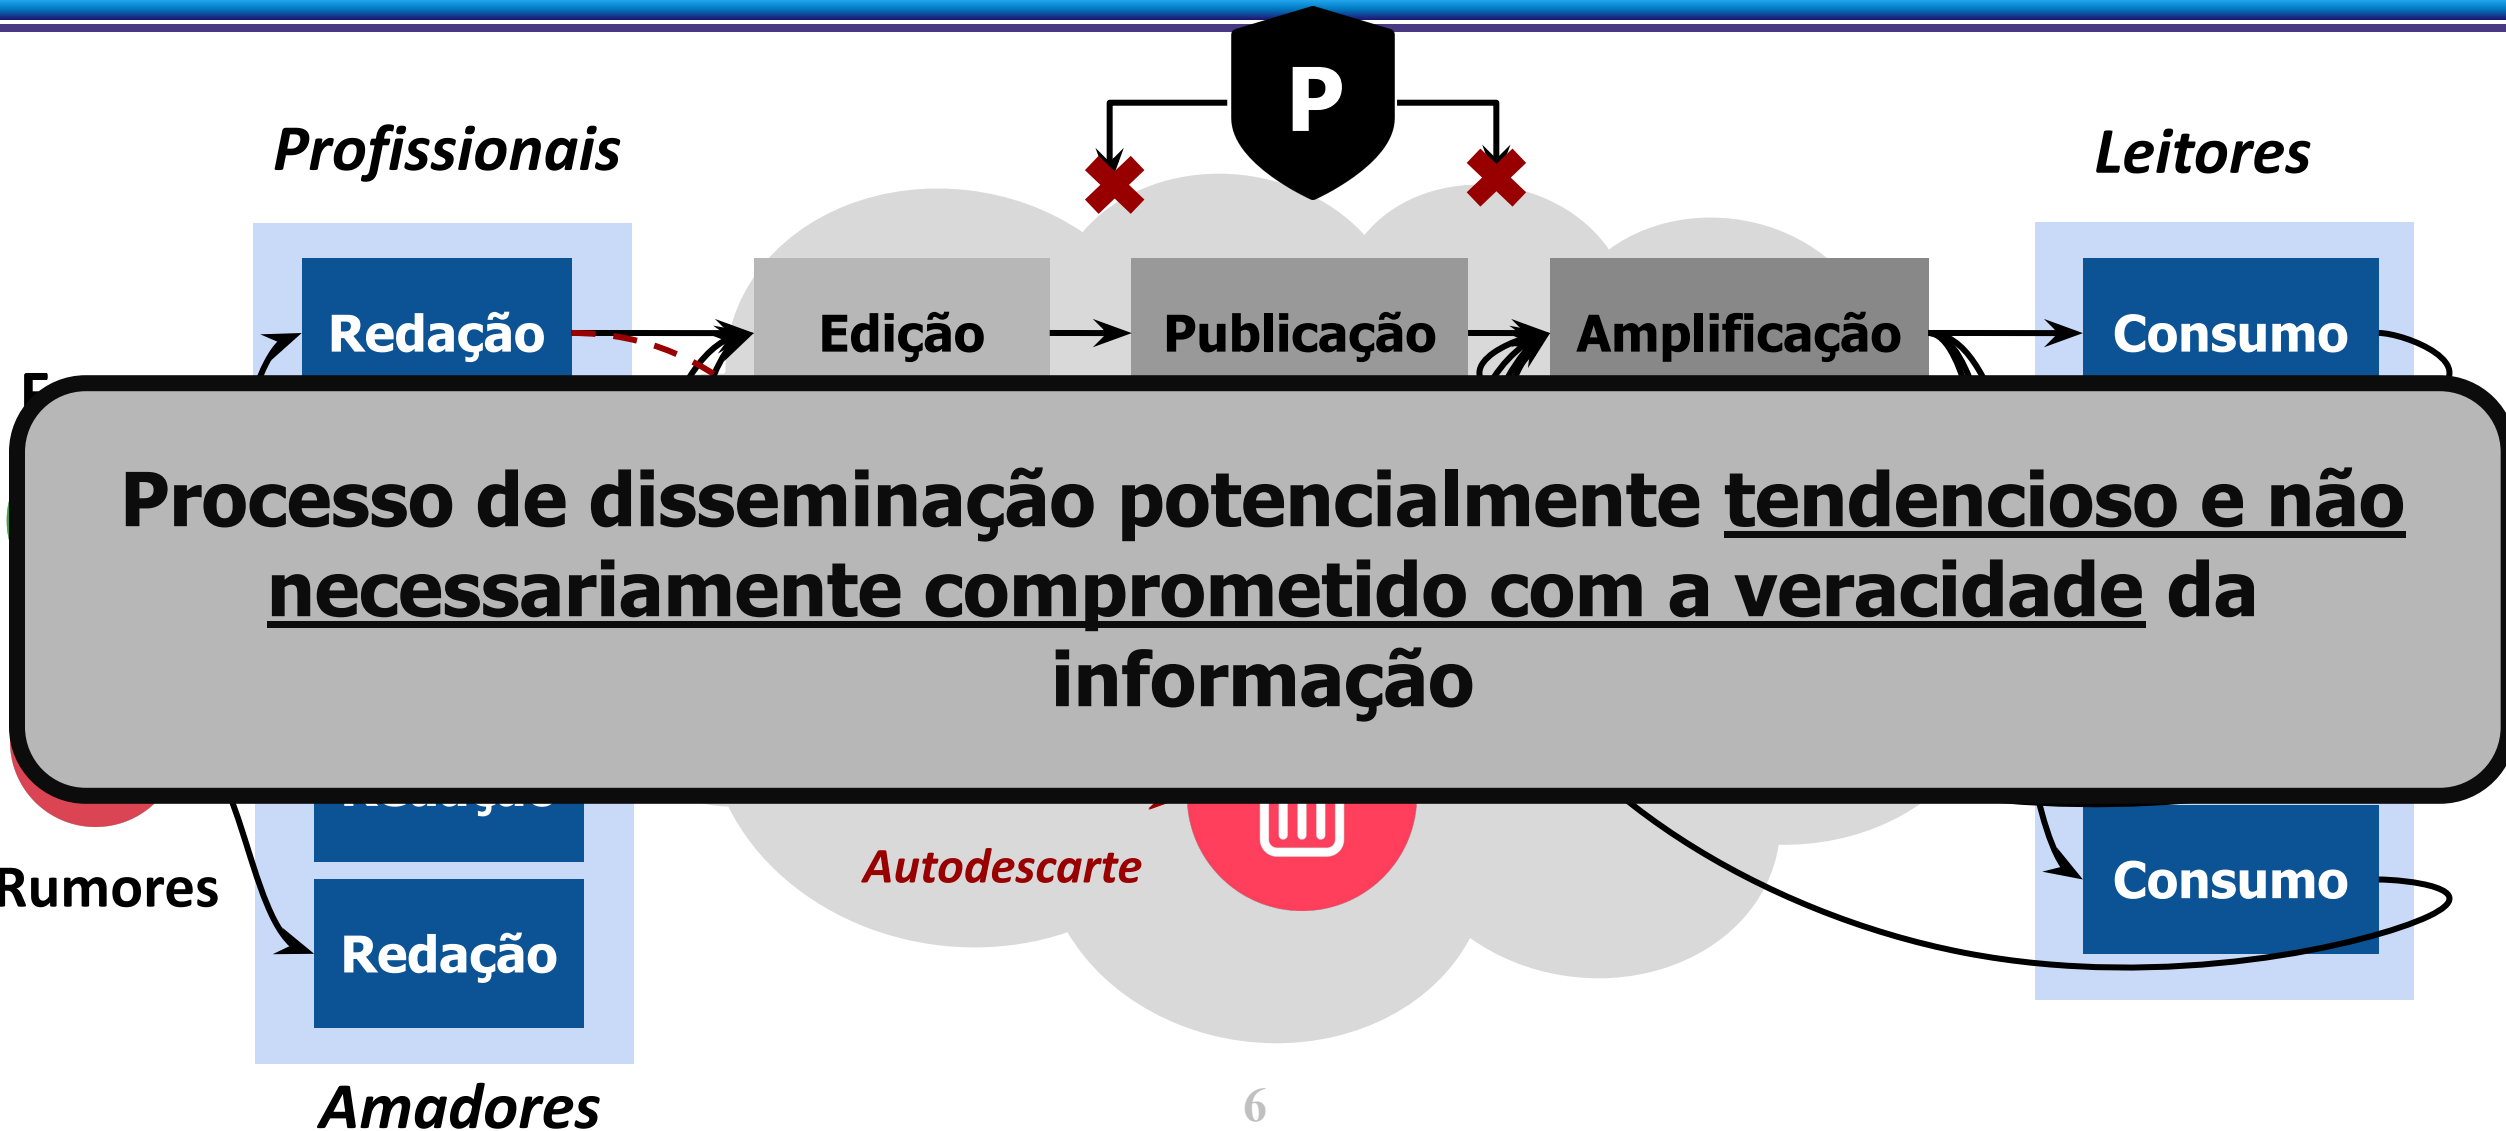 P
Profissionais
Leitores
Redação
Edição
Publicação
Amplificação
Consumo
Processo de disseminação potencialmente tendencioso e não
necessariamente comprometido com a veracidade da
informação
Rumores
Autodescarte
Consumo
Redação
Amadores
6